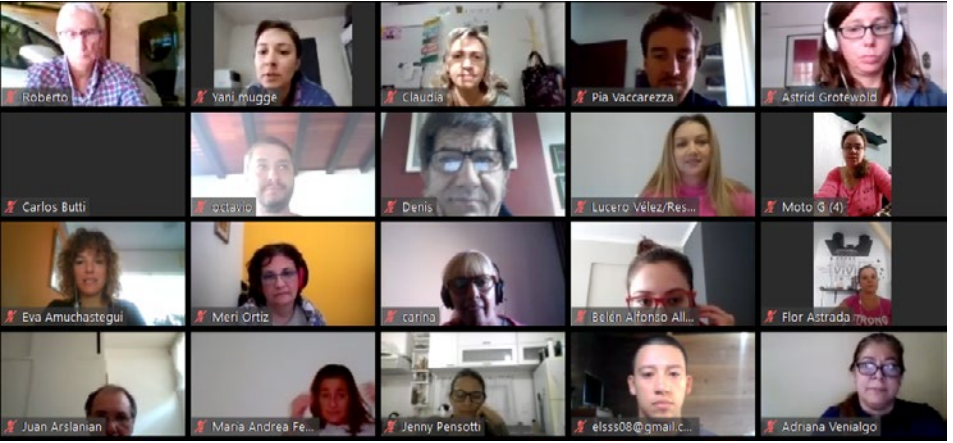 Roberto
Yani mugge
Claudia
Pia Vaccarezza
Astrid Grotewold
Carlos Butti
octavio
Denis
Lucero Vélez/Res...
Moto G (4)
Eva Amuchastegui
Meri Ortiz
carina
Belén Alfonso All...
Flor Astrada
Juan Arslanian
Maria Andrea Fe...
Jenny Pensotti
elsss08@gmail.c...
Adriana Venialgo